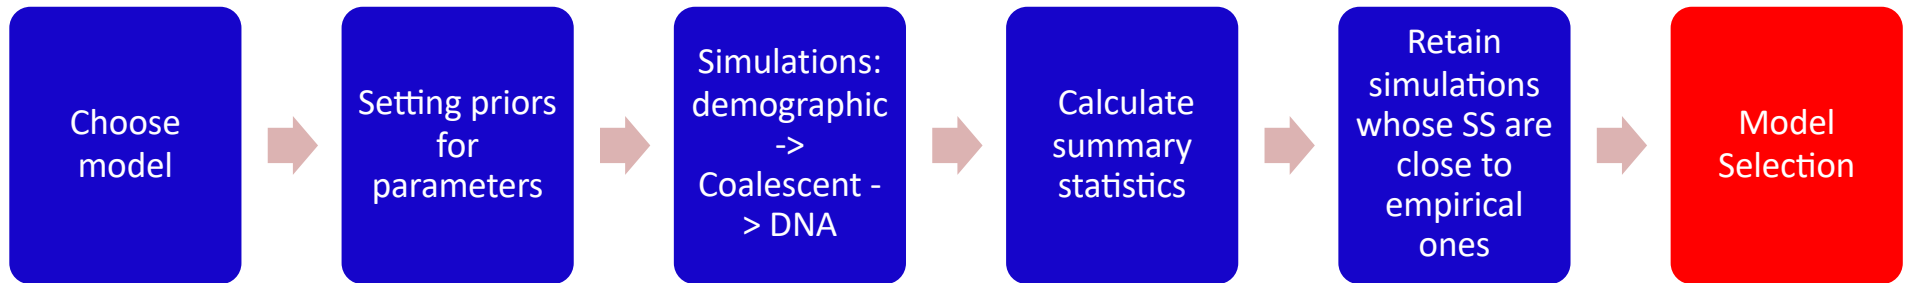 Choose
model
Setting priors
for
parameters
Simulations:
demographic
->
Coalescent -
> DNA
Calculate
summary
statistics
Retain
simulations
whose SS are
close to
empirical
ones
Model
Selection